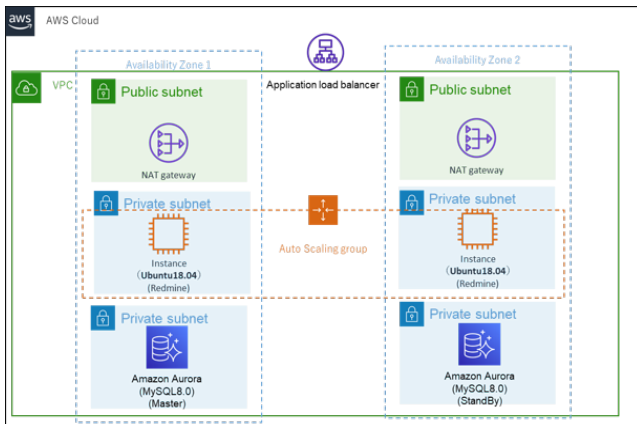 aws
AWS Cloud
Availability Zone 1
Availability Zone 2
Application load balancer
VPC
Public subnet
NAT gateway
Public subnet
NAT gateway
Private subnet
Instance
（Ubuntu18.04）
(Redmine)
Auto Scaling group
Private subnet
Instance
（Ubuntu18.04）
(Redmine)
Private subnet
Amazon Aurora
(MySQL8.0)
(Master)
Private subnet
Amazon Aurora
(MySQL8.0)
(StandBy)